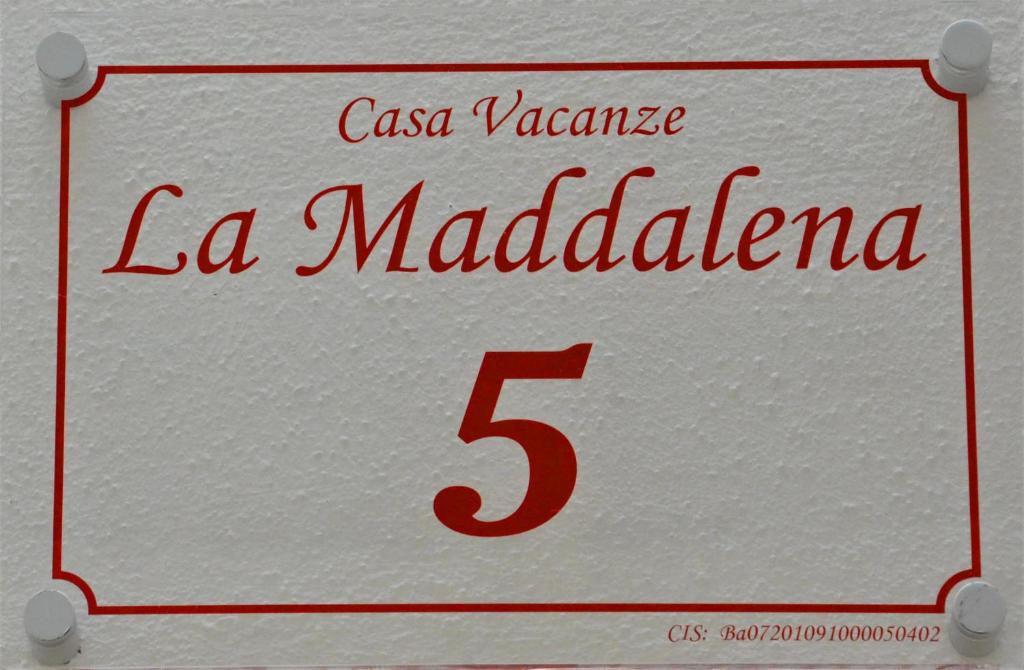 Casa Vacanze
La Maddalena
5
CIS: Ba07201091000050402